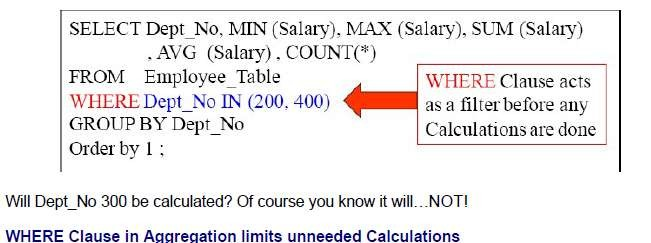 SELECT Dept_No, MIN (Salary), MAX (Salary), SUM (Salary)
, AVG (Salary) , COUNT(*)
FROM Employee_Table
WHERE Dept_No IN (200, 400)
GROUP BY Dept_No
Order by 1 ;
WHERE Clause acts
as a filter before any
Calculations are done
Will Dept_No 300 be calculated? Of course you know it will…NOT!
WHERE Clause in Aggregation limits unneeded Calculations